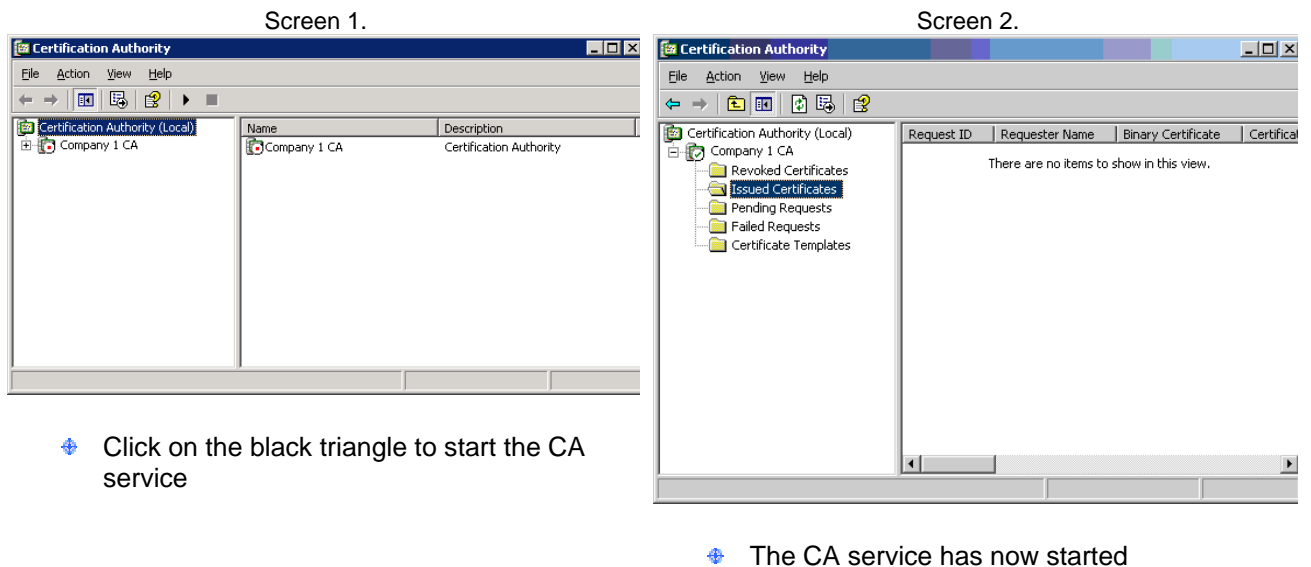 Screen 1.
Certification Authority
File Action View Help
Certification Authority (Local)
Company 1 CA
Name Description
Company 1 CA Certification Authority
Click on the black triangle to start the CA
service
Screen 2.
Certification Authority
File Action View Help
Certification Authority (Local)
Company 1 CA
Revoked Certificates
Issued Certificates
Pending Requests
Failed Requests
Certificate Templates
Request ID Requester Name Binary Certificate Certificat
There are no items to show in this view.
The CA service has now started